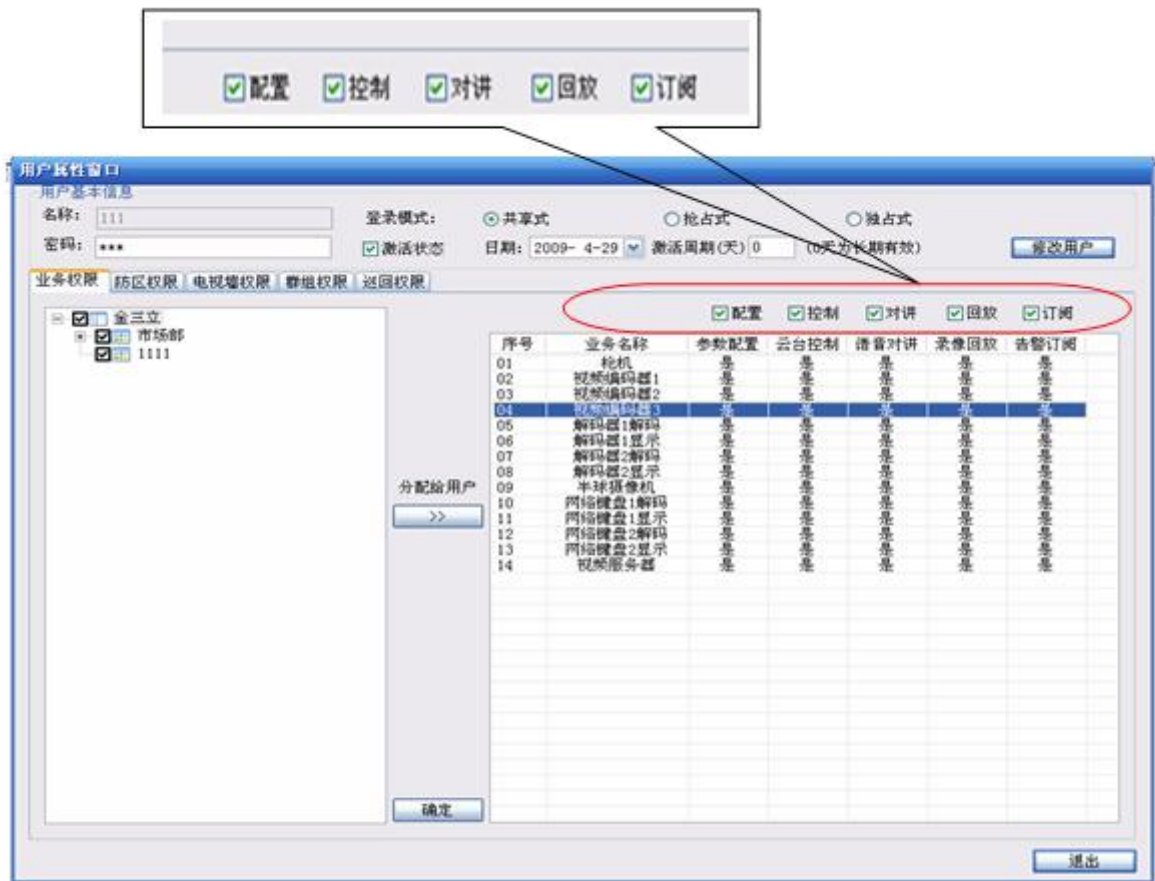 配置 控制 对讲 回放 订阅
用户属性窗口
用户基本信息
名称: 111 登录模式: 共享式 抢占式 独占式
密码: *** 激活状态 日期: 2009- 4-29 激活周期(天) 0 (0天为长期有效) 修改用户
业务权限 防区权限 电视墙权限 群组权限 巡回权限
配置 控制 对讲 回放 订阅
金三立
市场部
1111
序号 业务名称 参数配置 云台控制 语音对讲 录像回放 告警订阅
01 枪机 是 是 是 是 是
02 视频编码器1 是 是 是 是 是
03 视频编码器2 是 是 是 是 是
04 视频编码器3 是 是 是 是 是
05 解码器1解码 是 是 是 是 是
06 解码器1显示 是 是 是 是 是
07 解码器2解码 是 是 是 是 是
08 解码器2显示 是 是 是 是 是
09 半球摄像机 是 是 是 是 是
10 网络键盘1解码 是 是 是 是 是
11 网络键盘1显示 是 是 是 是 是
12 网络键盘2解码 是 是 是 是 是
13 网络键盘2显示 是 是 是 是 是
14 视频服务器 是 是 是 是 是
分配给用户
>>
确定
退出